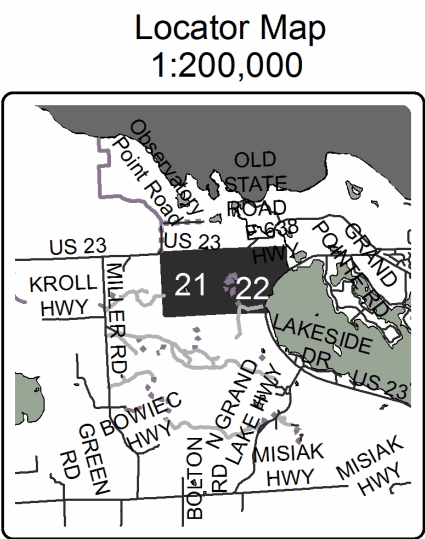 Locator Map
1:200,000
Observatory
Point Road
OLD
STATE
ROAD
E 638
HWY
US 23
US 23
GRAND
POINTE RD
KROLL
HWY
MILLER RD
21
22
LAKESIDE
DR
US 23
BOWIEC
HWY
N GRAND
LAKE HWY
GREEN
RD
BOLTON
RD
MISIAK
HWY
MISIAK
HWY